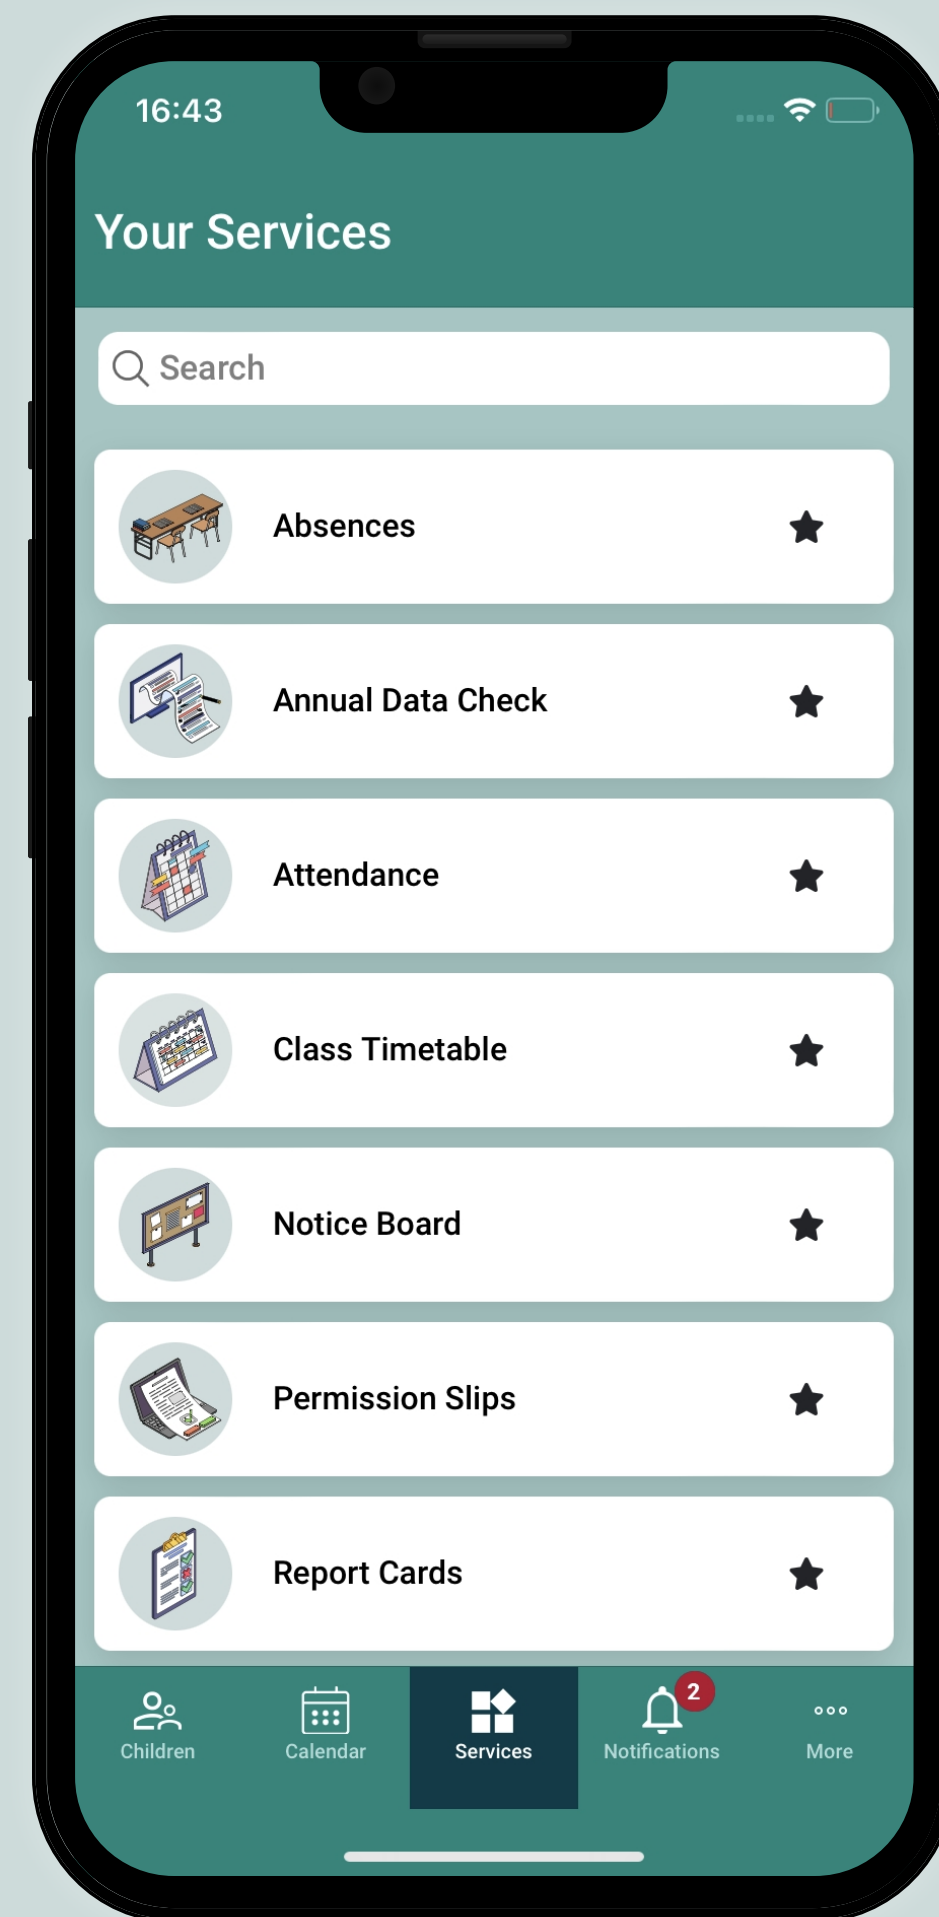 16:43
Your Services
Search
Absences
Annual Data Check
Attendance
Class Timetable
Notice Board
Permission Slips
Report Cards
2
Children
Calendar
Services
Notifications
More